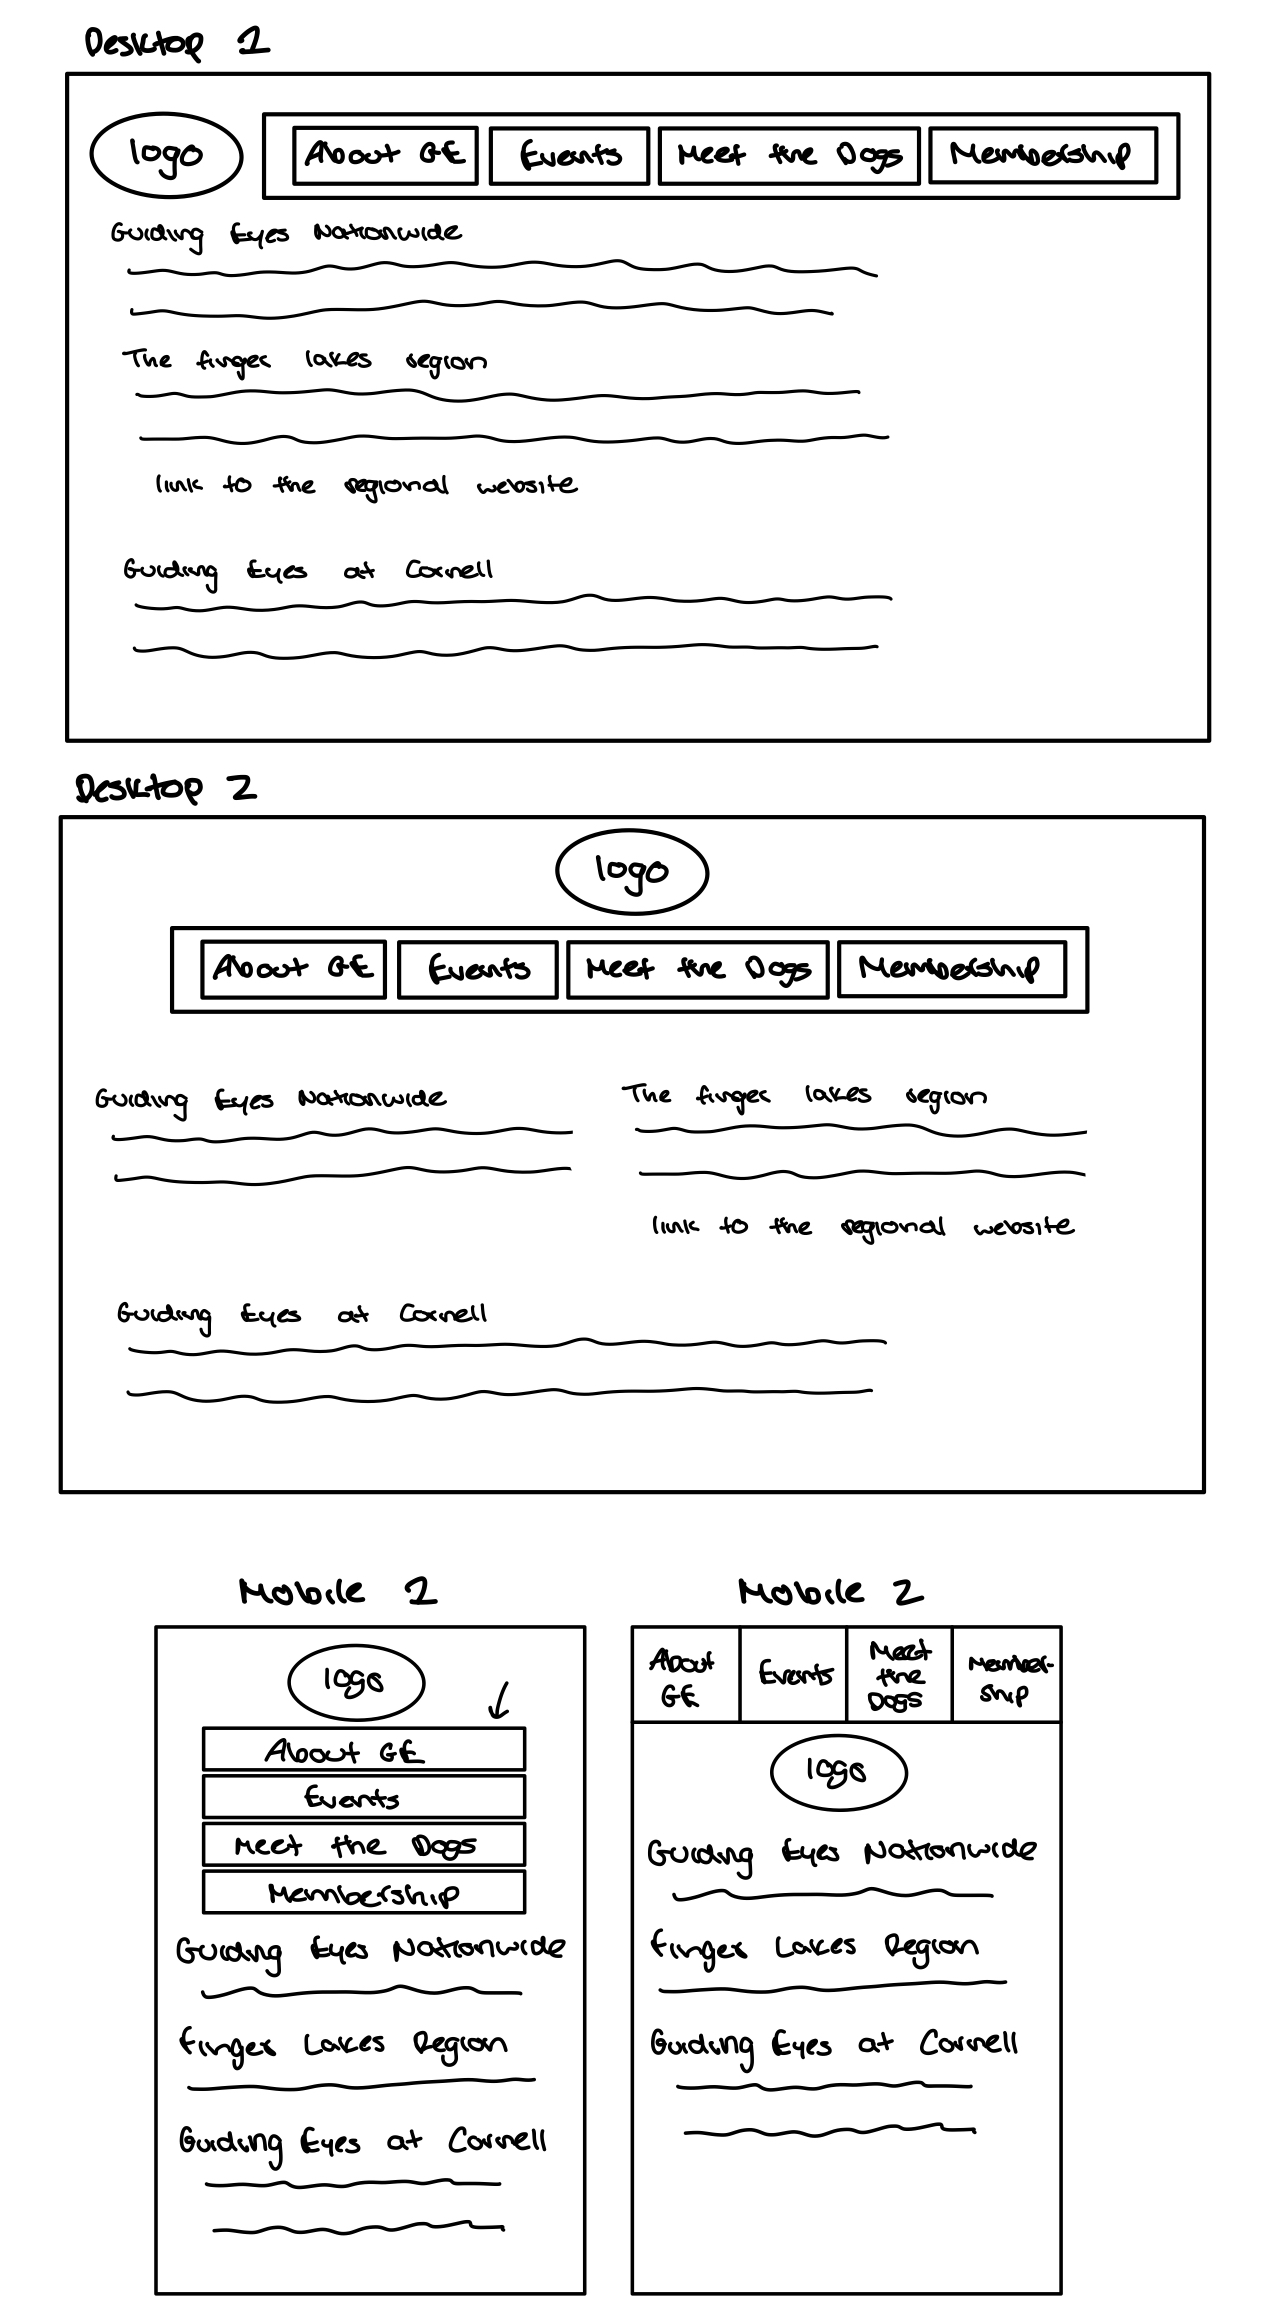 Desktop 1
logo
About GE Events Meet the Dogs Membership
Guiding Eyes Nationwide
The finger lakes region
link to the regional website
Guiding Eyes at Cornell
Desktop 2
logo
About GE Events Meet the Dogs Membership
Guiding Eyes Nationwide
The finger lakes region
link to the regional website
Guiding Eyes at Cornell
Mobile 1
logo
About GE
Events
Meet the Dogs
Membership
Guiding Eyes Nationwide
Finger Lakes Region
Guiding Eyes at Cornell
Mobile 2
About
GE
Events
Meet
the
Dogs
Member-
ship
logo
Guiding Eyes Nationwide
Finger Lakes Region
Guiding Eyes at Cornell